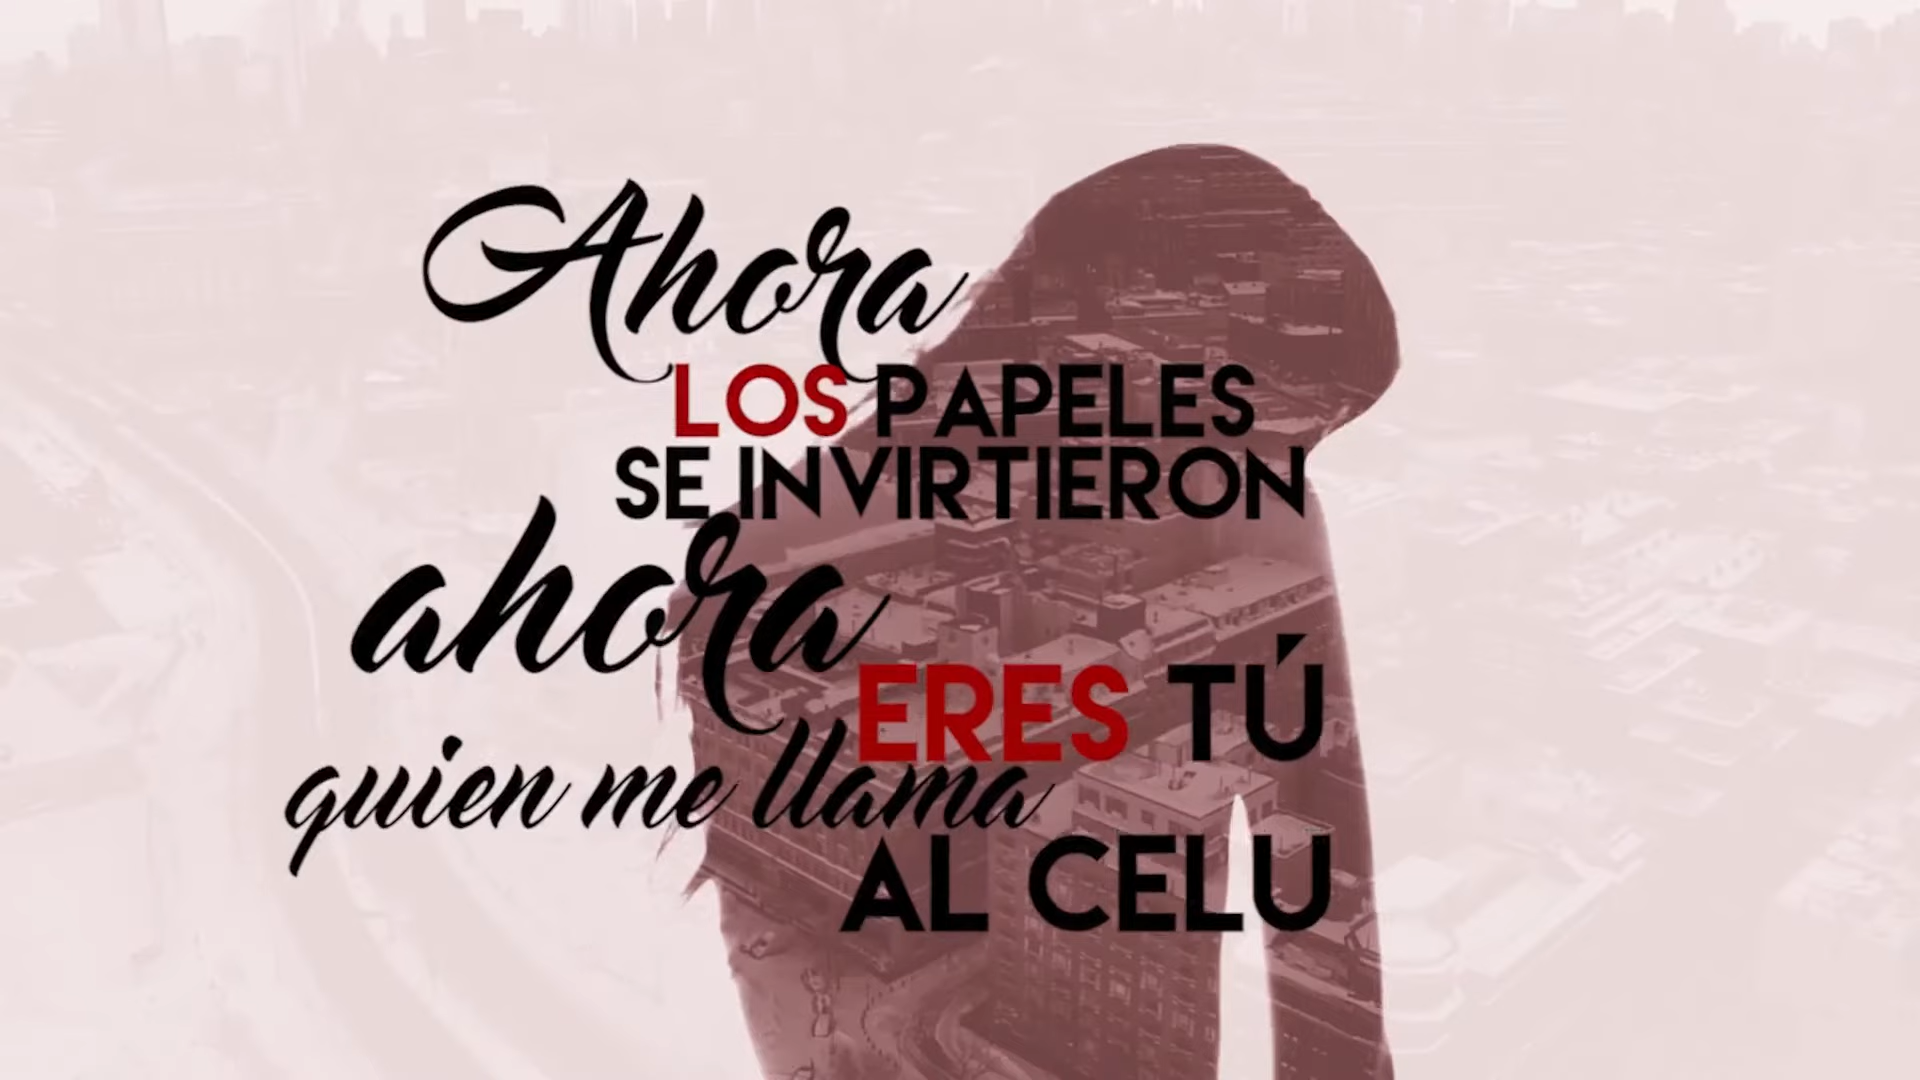 Ahora
LOS PAPELES
SE INVIRTIERON
ahora
ERES TÚ
quien me llama
AL CELU